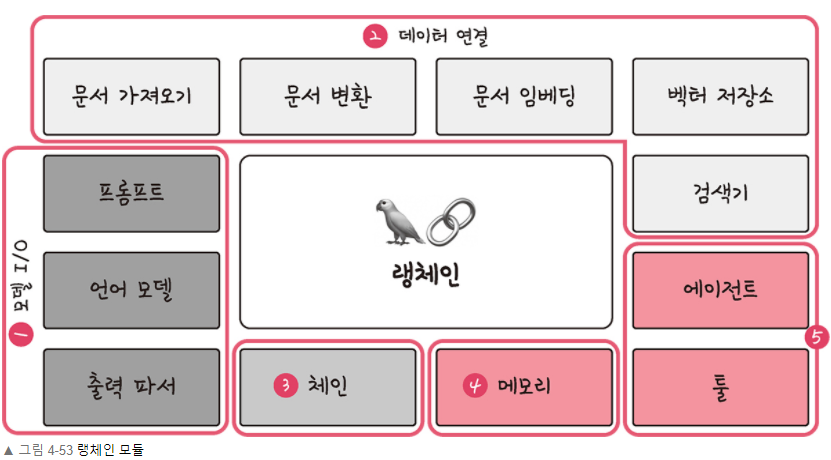 2 데이터 연결
문서 가져오기
문서 변환
문서 임베딩
벡터 저장소
검색기
1 모델 I/O
프롬프트
언어 모델
출력 파서
랭체인
3 체인
4 메모리
에이전트
5
툴
▲ 그림 4-53 랭체인 모듈